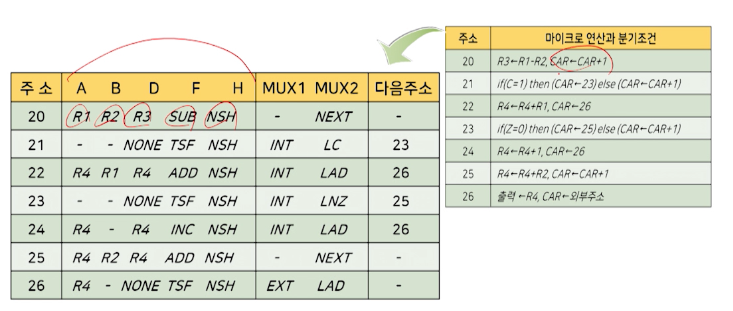 주 소 A B D F H MUX1 MUX2 다음주소
20 R1 R2 R3 SUB NSH - NEXT -
21 - - NONE TSF NSH INT LC 23
22 R4 R1 R4 ADD NSH INT LAD 26
23 - - NONE TSF NSH INT LNZ 25
24 R4 - R4 INC NSH INT LAD 26
25 R4 R2 R4 ADD NSH - NEXT -
26 R4 - NONE TSF NSH EXT LAD -
주소 마이크로 연산과 분기조건
20 R3←R1-R2, CAR←CAR+1
21 if(C=1) then (CAR←23) else (CAR←CAR+1)
22 R4←R4+R1, CAR←26
23 if(Z=0) then (CAR←25) else (CAR←CAR+1)
24 R4←R4+1, CAR←26
25 R4←R4+R2, CAR←CAR+1
26 출력 ←R4, CAR←외부주소